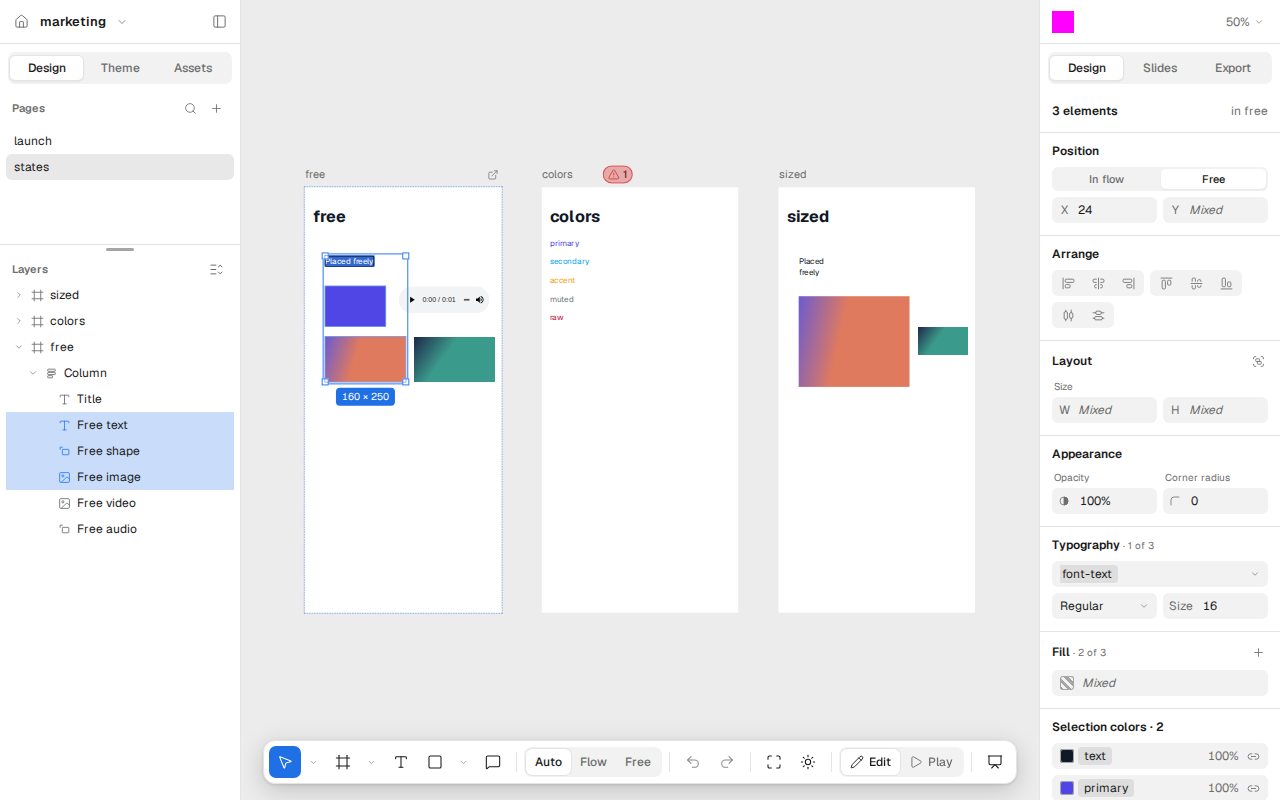 marketing
Design
Theme
Assets
Pages
launch
states
Layers
sized
colors
free
Column
Title
Free text
Free shape
Free image
Free video
Free audio
free
free
Placed freely
0:00 / 0:01
160 × 250
colors
1
colors
primary
secondary
accent
muted
raw
sized
sized
Placed
freely
Auto
Flow
Free
Edit
Play
50%
Design
Slides
Export
3 elements
in free
Position
In flow
Free
X 24
Y Mixed
Arrange
Layout
Size
W Mixed
H Mixed
Appearance
Opacity
Corner radius
100%
0
Typography · 1 of 3
font-text
Regular
Size 16
Fill · 2 of 3
Mixed
Selection colors · 2
text 100%
primary 100%